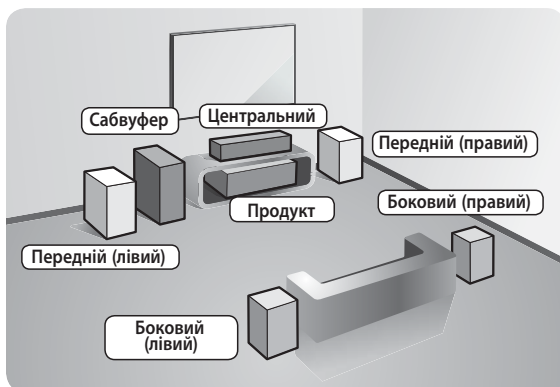 Сабвуфер
Центральний
Передній (правий)
Боковий (правий)
Продукт
Передній (лівий)
Боковий
(лівий)